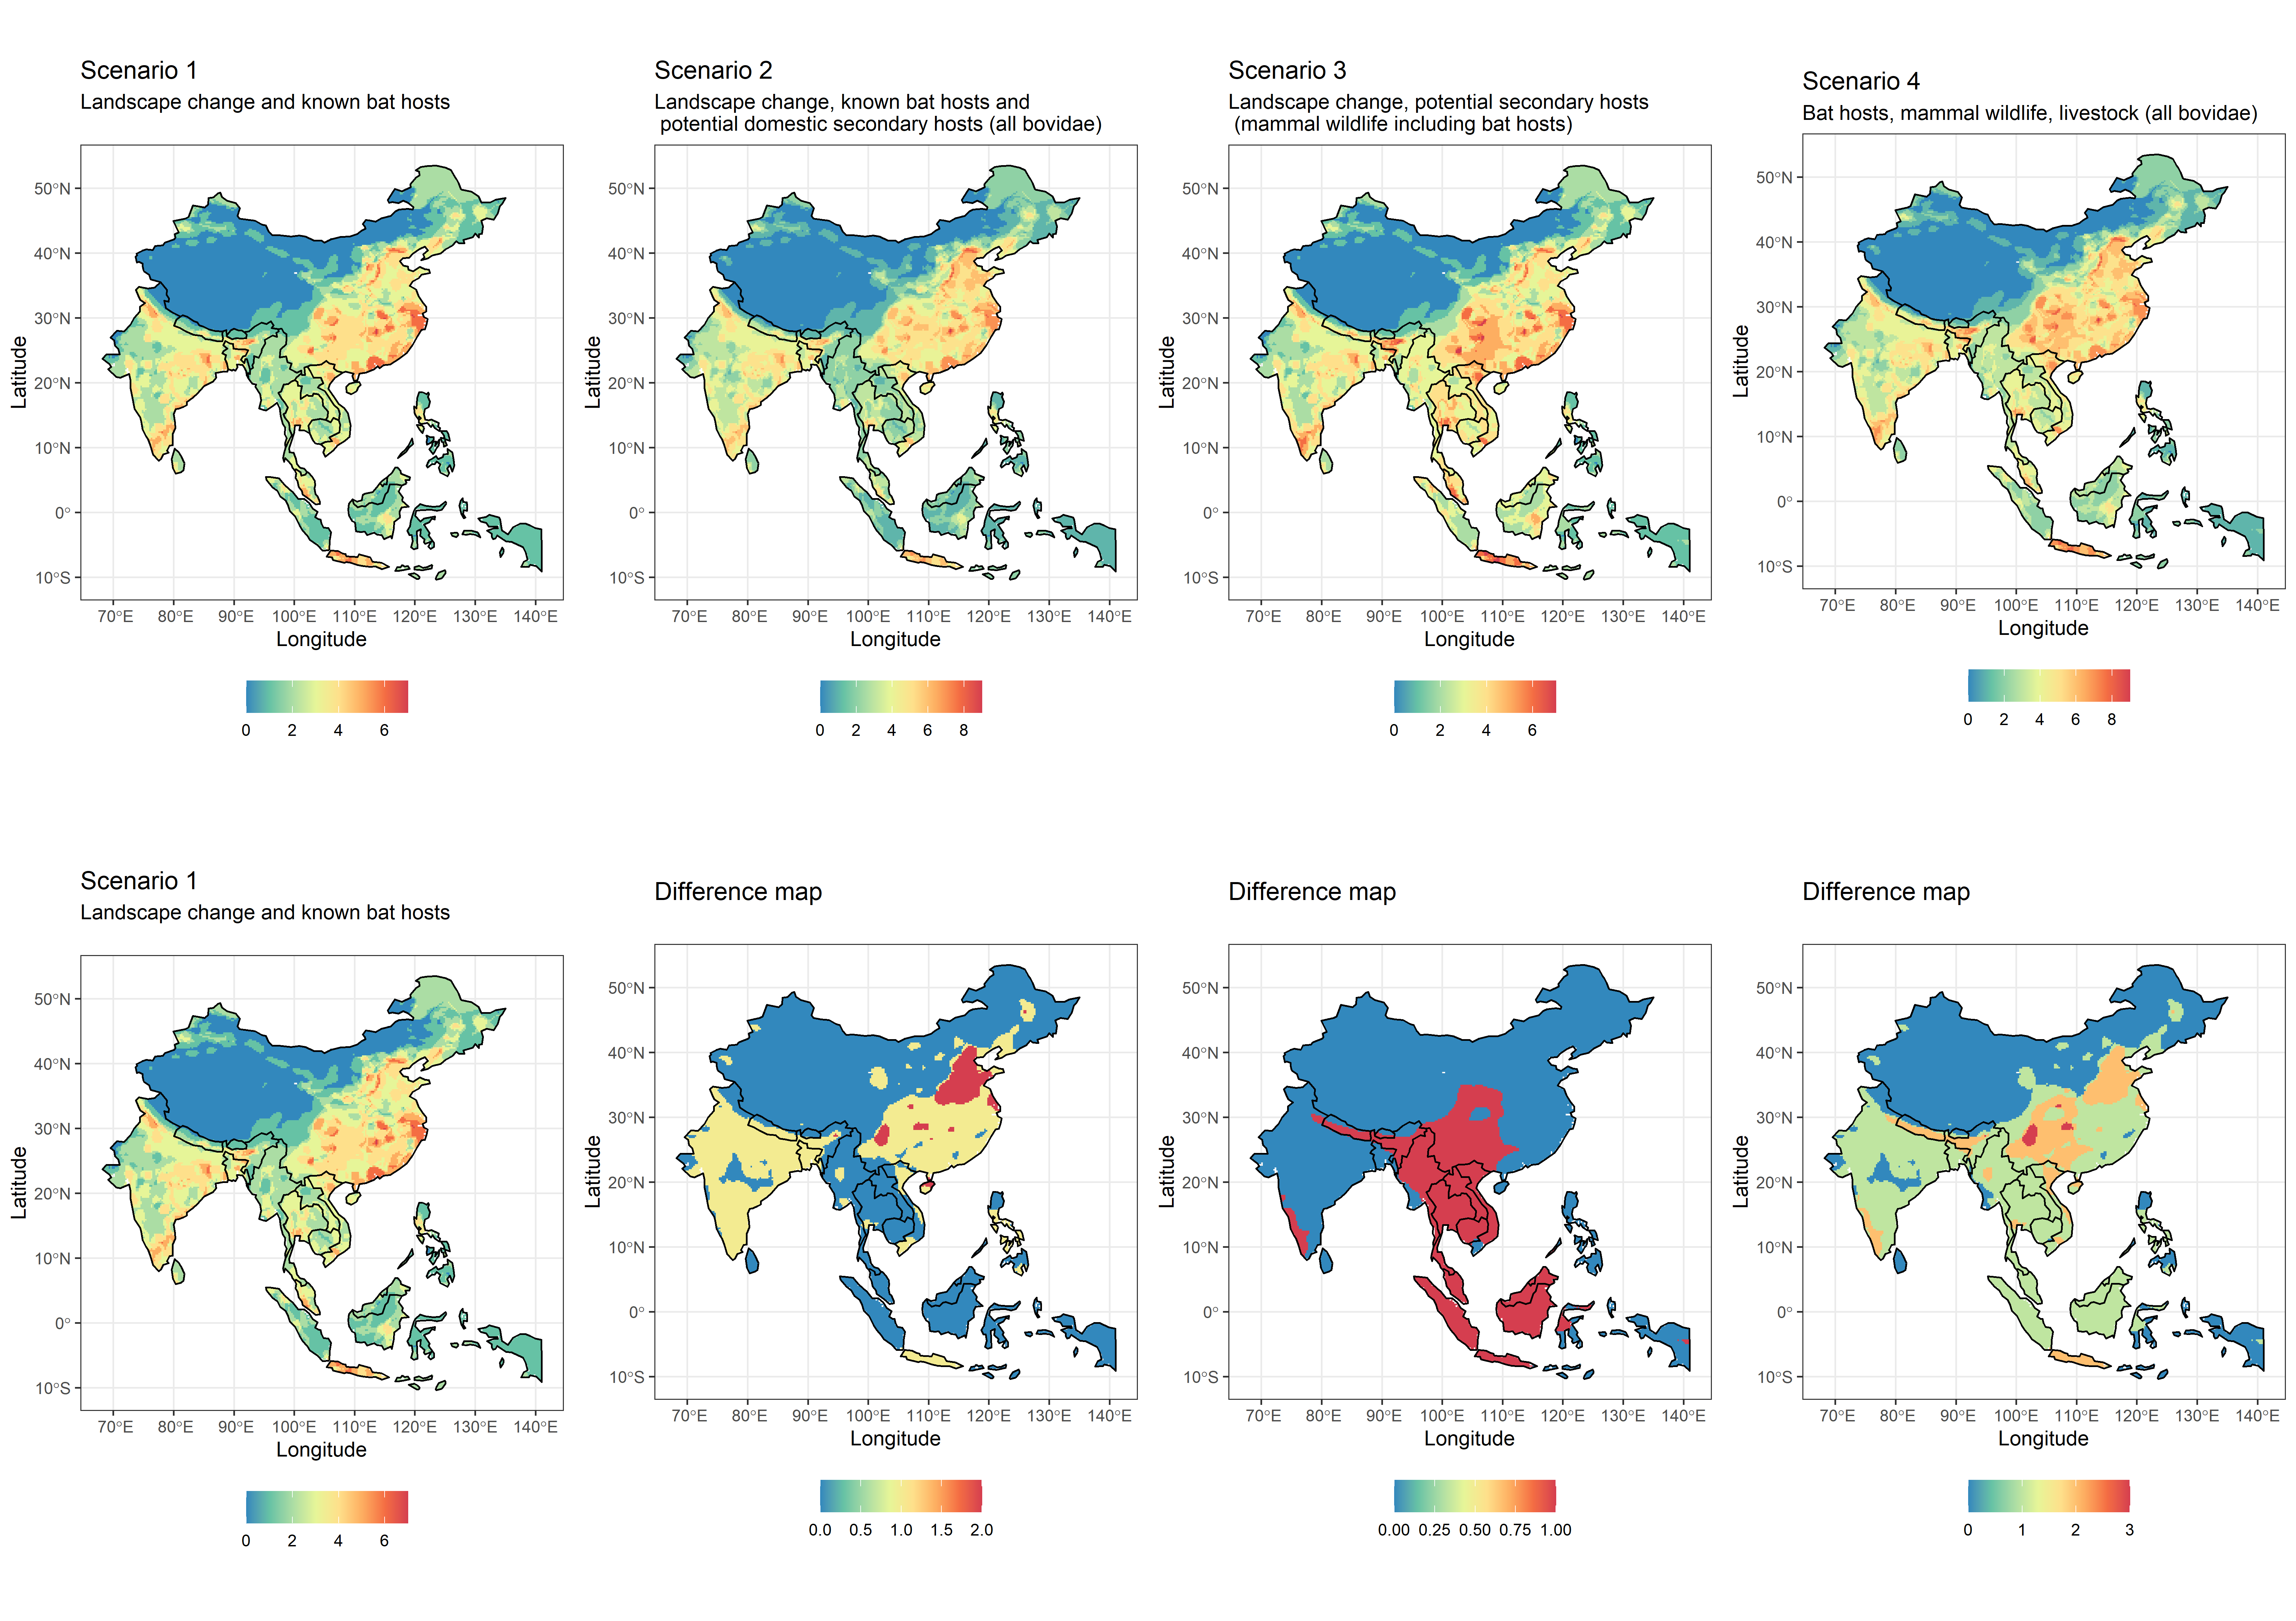 Scenario 1
Landscape change and known bat hosts
Latitude
50°N
40°N
30°N
20°N
10°N
0°
10°S
70°E 80°E 90°E 100°E 110°E 120°E 130°E 140°E
Longitude
0 2 4 6
Scenario 2
Landscape change, known bat hosts and
potential domestic secondary hosts (all bovidae)
Latitude
50°N
40°N
30°N
20°N
10°N
0°
10°S
70°E 80°E 90°E 100°E 110°E 120°E 130°E 140°E
Longitude
0 2 4 6 8
Scenario 3
Landscape change, potential secondary hosts
(mammal wildlife including bat hosts)
Latitude
50°N
40°N
30°N
20°N
10°N
0°
10°S
70°E 80°E 90°E 100°E 110°E 120°E 130°E 140°E
Longitude
0 2 4 6
Scenario 4
Bat hosts, mammal wildlife, livestock (all bovidae)
Latitude
50°N
40°N
30°N
20°N
10°N
0°
10°S
70°E 80°E 90°E 100°E 110°E 120°E 130°E 140°E
Longitude
0 2 4 6 8
Scenario 1
Landscape change and known bat hosts
Latitude
50°N
40°N
30°N
20°N
10°N
0°
10°S
70°E 80°E 90°E 100°E 110°E 120°E 130°E 140°E
Longitude
0 2 4 6
Difference map
Latitude
50°N
40°N
30°N
20°N
10°N
0°
10°S
70°E 80°E 90°E 100°E 110°E 120°E 130°E 140°E
Longitude
0.0 0.5 1.0 1.5 2.0
Difference map
Latitude
50°N
40°N
30°N
20°N
10°N
0°
10°S
70°E 80°E 90°E 100°E 110°E 120°E 130°E 140°E
Longitude
0.00 0.25 0.50 0.75 1.00
Difference map
Latitude
50°N
40°N
30°N
20°N
10°N
0°
10°S
70°E 80°E 90°E 100°E 110°E 120°E 130°E 140°E
Longitude
0 1 2 3